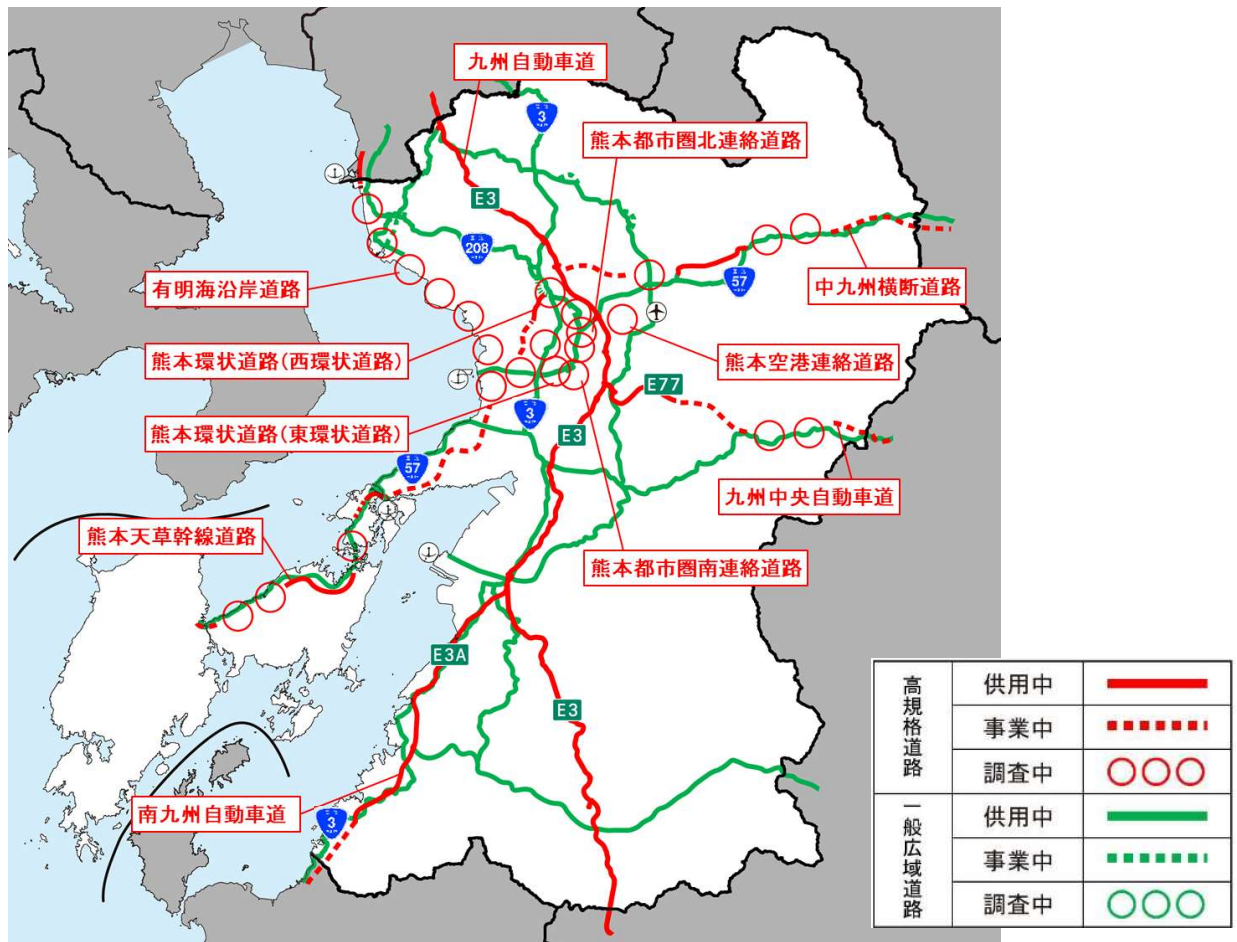 九州自動車道
3
熊本都市圏北連絡道路
E3
208
有明海沿岸道路
57
中九州横断道路
熊本環状道路(西環状道路)
熊本空港連絡道路
E77
3
熊本環状道路(東環状道路)
E3
57
九州中央自動車道
熊本天草幹線道路
熊本都市圏南連絡道路
E3A
E3
南九州自動車道
3
高規格道路
供用中
事業中
調査中
一般広域道路
供用中
事業中
調査中